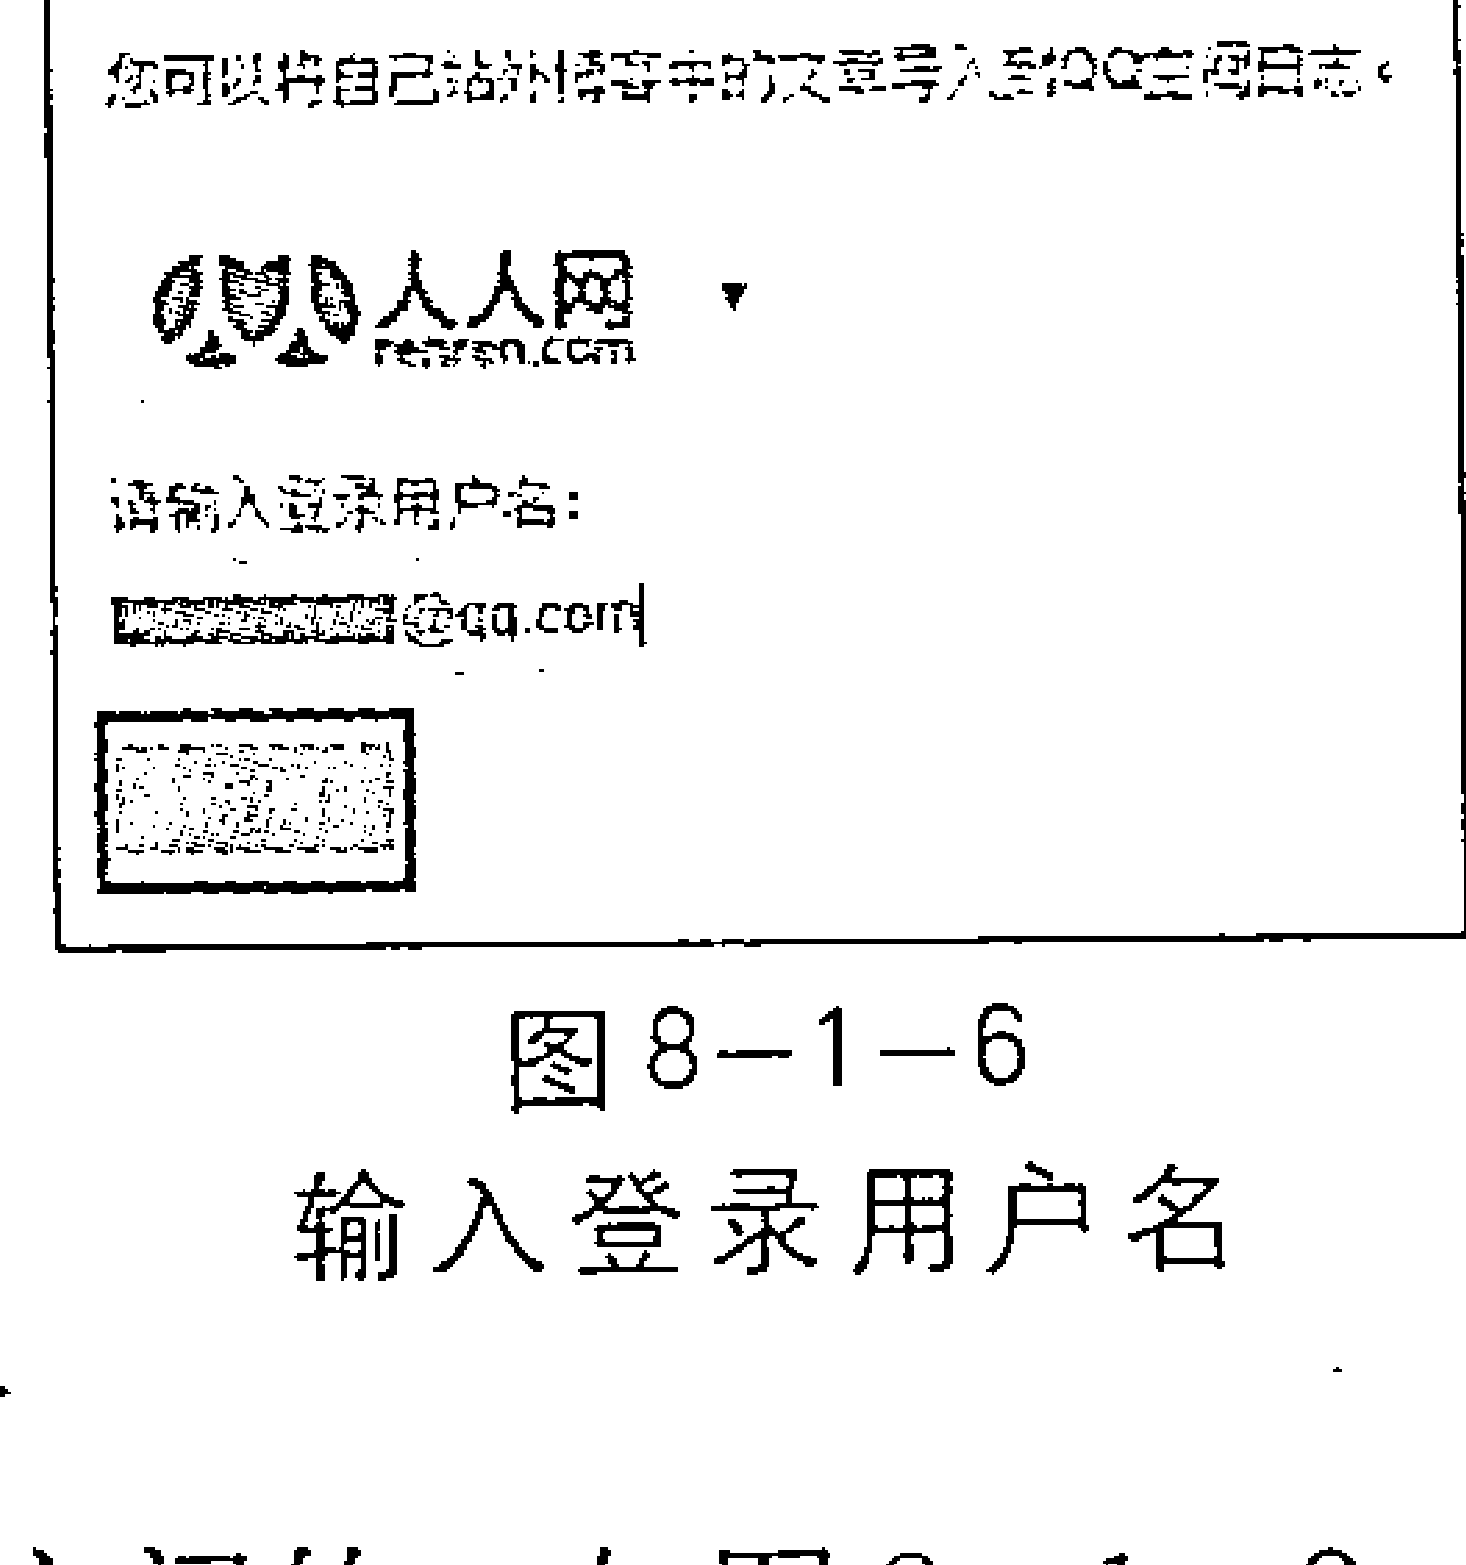 您可以将自己站外博客中的文章导入到QQ空间日志。
人人网
renren.com
请输入登录用户名：
@qq.com
图8-1-6
输入登录用户名